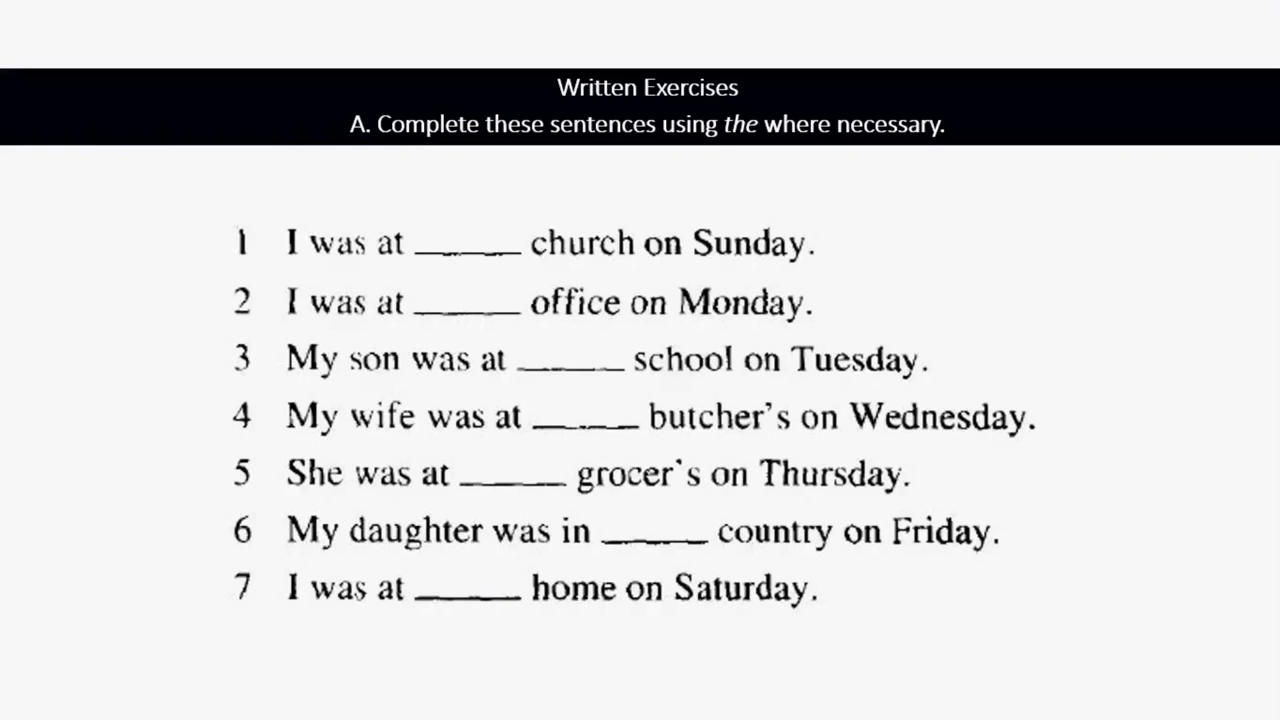 Written Exercises
A. Complete these sentences using the where necessary.
1 I was at ______ church on Sunday.
2 I was at ______ office on Monday.
3 My son was at ______ school on Tuesday.
4 My wife was at ______ butcher's on Wednesday.
5 She was at ______ grocer's on Thursday.
6 My daughter was in ______ country on Friday.
7 I was at ______ home on Saturday.